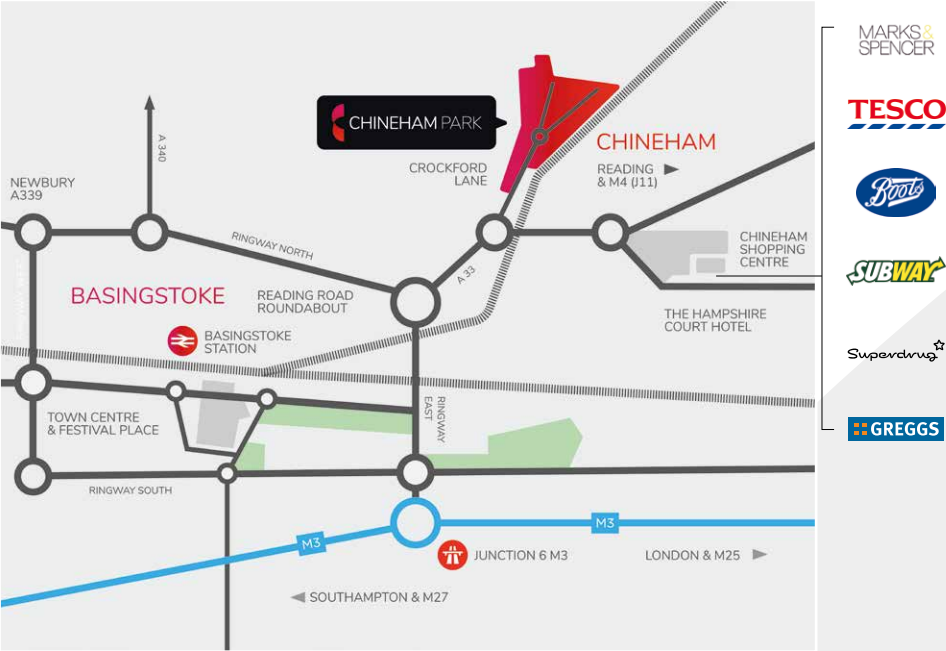 MARKS&
SPENCER
TESCO
Boots
SUBWAY
Superdrug
GREGGS
CHINEHAM PARK
CHINEHAM
CROCKFORD
LANE
READING
& M4 (J11)
A 340
NEWBURY
A339
RINGWAY NORTH
A 33
CHINEHAM
SHOPPING
CENTRE
BASINGSTOKE
READING ROAD
ROUNDABOUT
THE HAMPSHIRE
COURT HOTEL
BASINGSTOKE
STATION
TOWN CENTRE
& FESTIVAL PLACE
RINGWAY
EAST
RINGWAY SOUTH
M3
M3
JUNCTION 6 M3
LONDON & M25
SOUTHAMPTON & M27